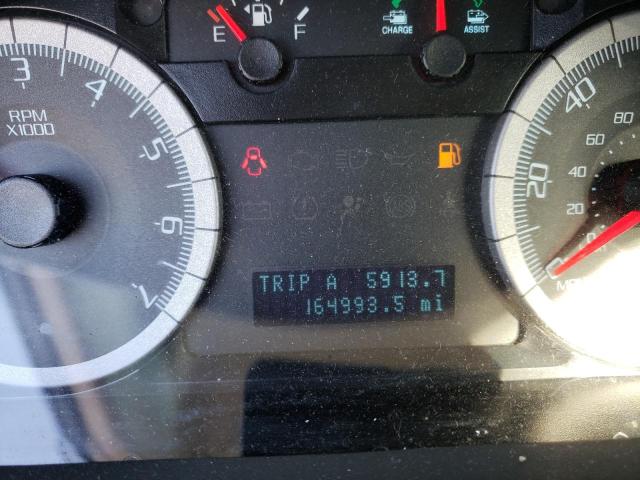 E F
CHARGE ASSIST
3 4 5 6 7
RPM
X1000
40
20
0
80
60
40
20
TRIP A 5913.7
164993.5 mi